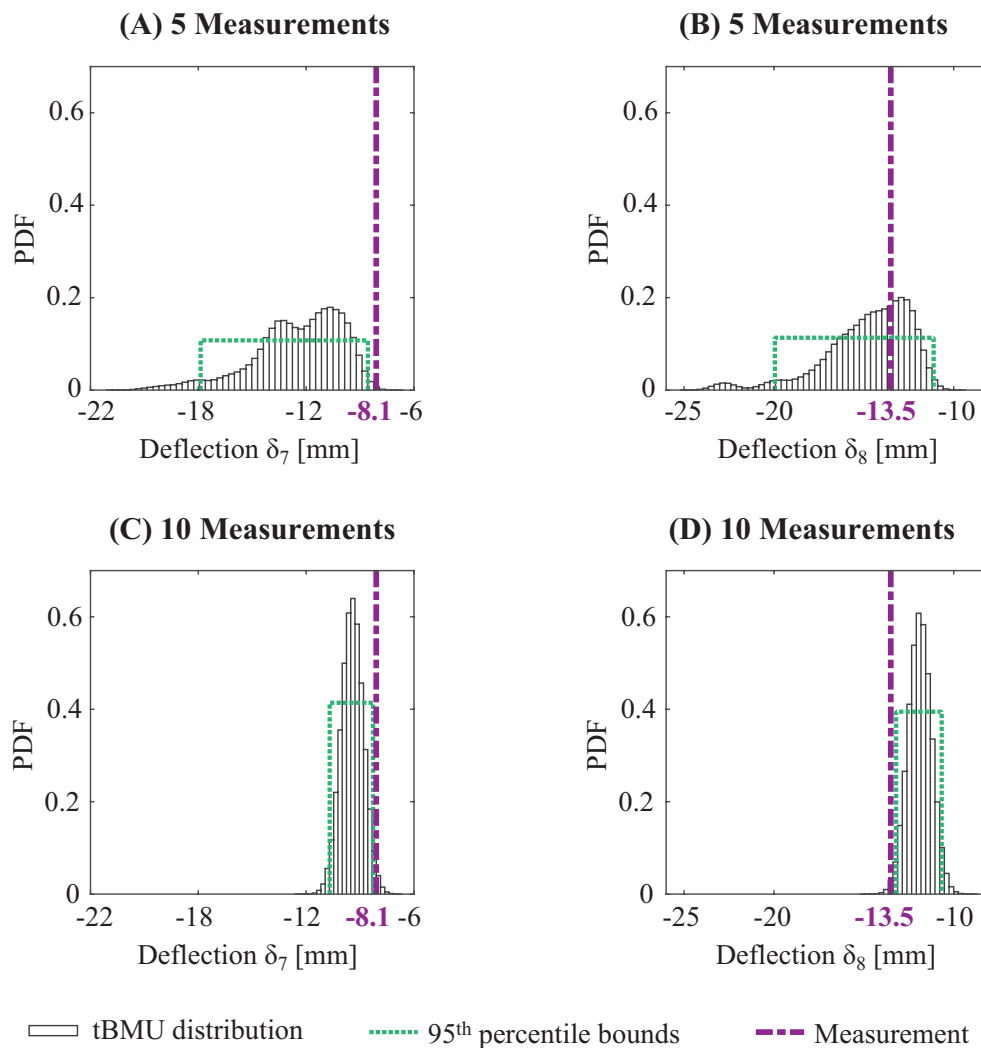 (A) 5 Measurements
0.6
0.4
0.2
0
PDF
-22 -18 -12 -8.1 -6
Deflection δ7 [mm]
(B) 5 Measurements
0.6
0.4
0.2
0
PDF
-25 -20 -13.5 -10
Deflection δ8 [mm]
(C) 10 Measurements
0.6
0.4
0.2
0
PDF
-22 -18 -12 -8.1 -6
Deflection δ7 [mm]
(D) 10 Measurements
0.6
0.4
0.2
0
PDF
-26 -20 -13.5 -10
Deflection δ8 [mm]
tBMU distribution 95th percentile bounds Measurement